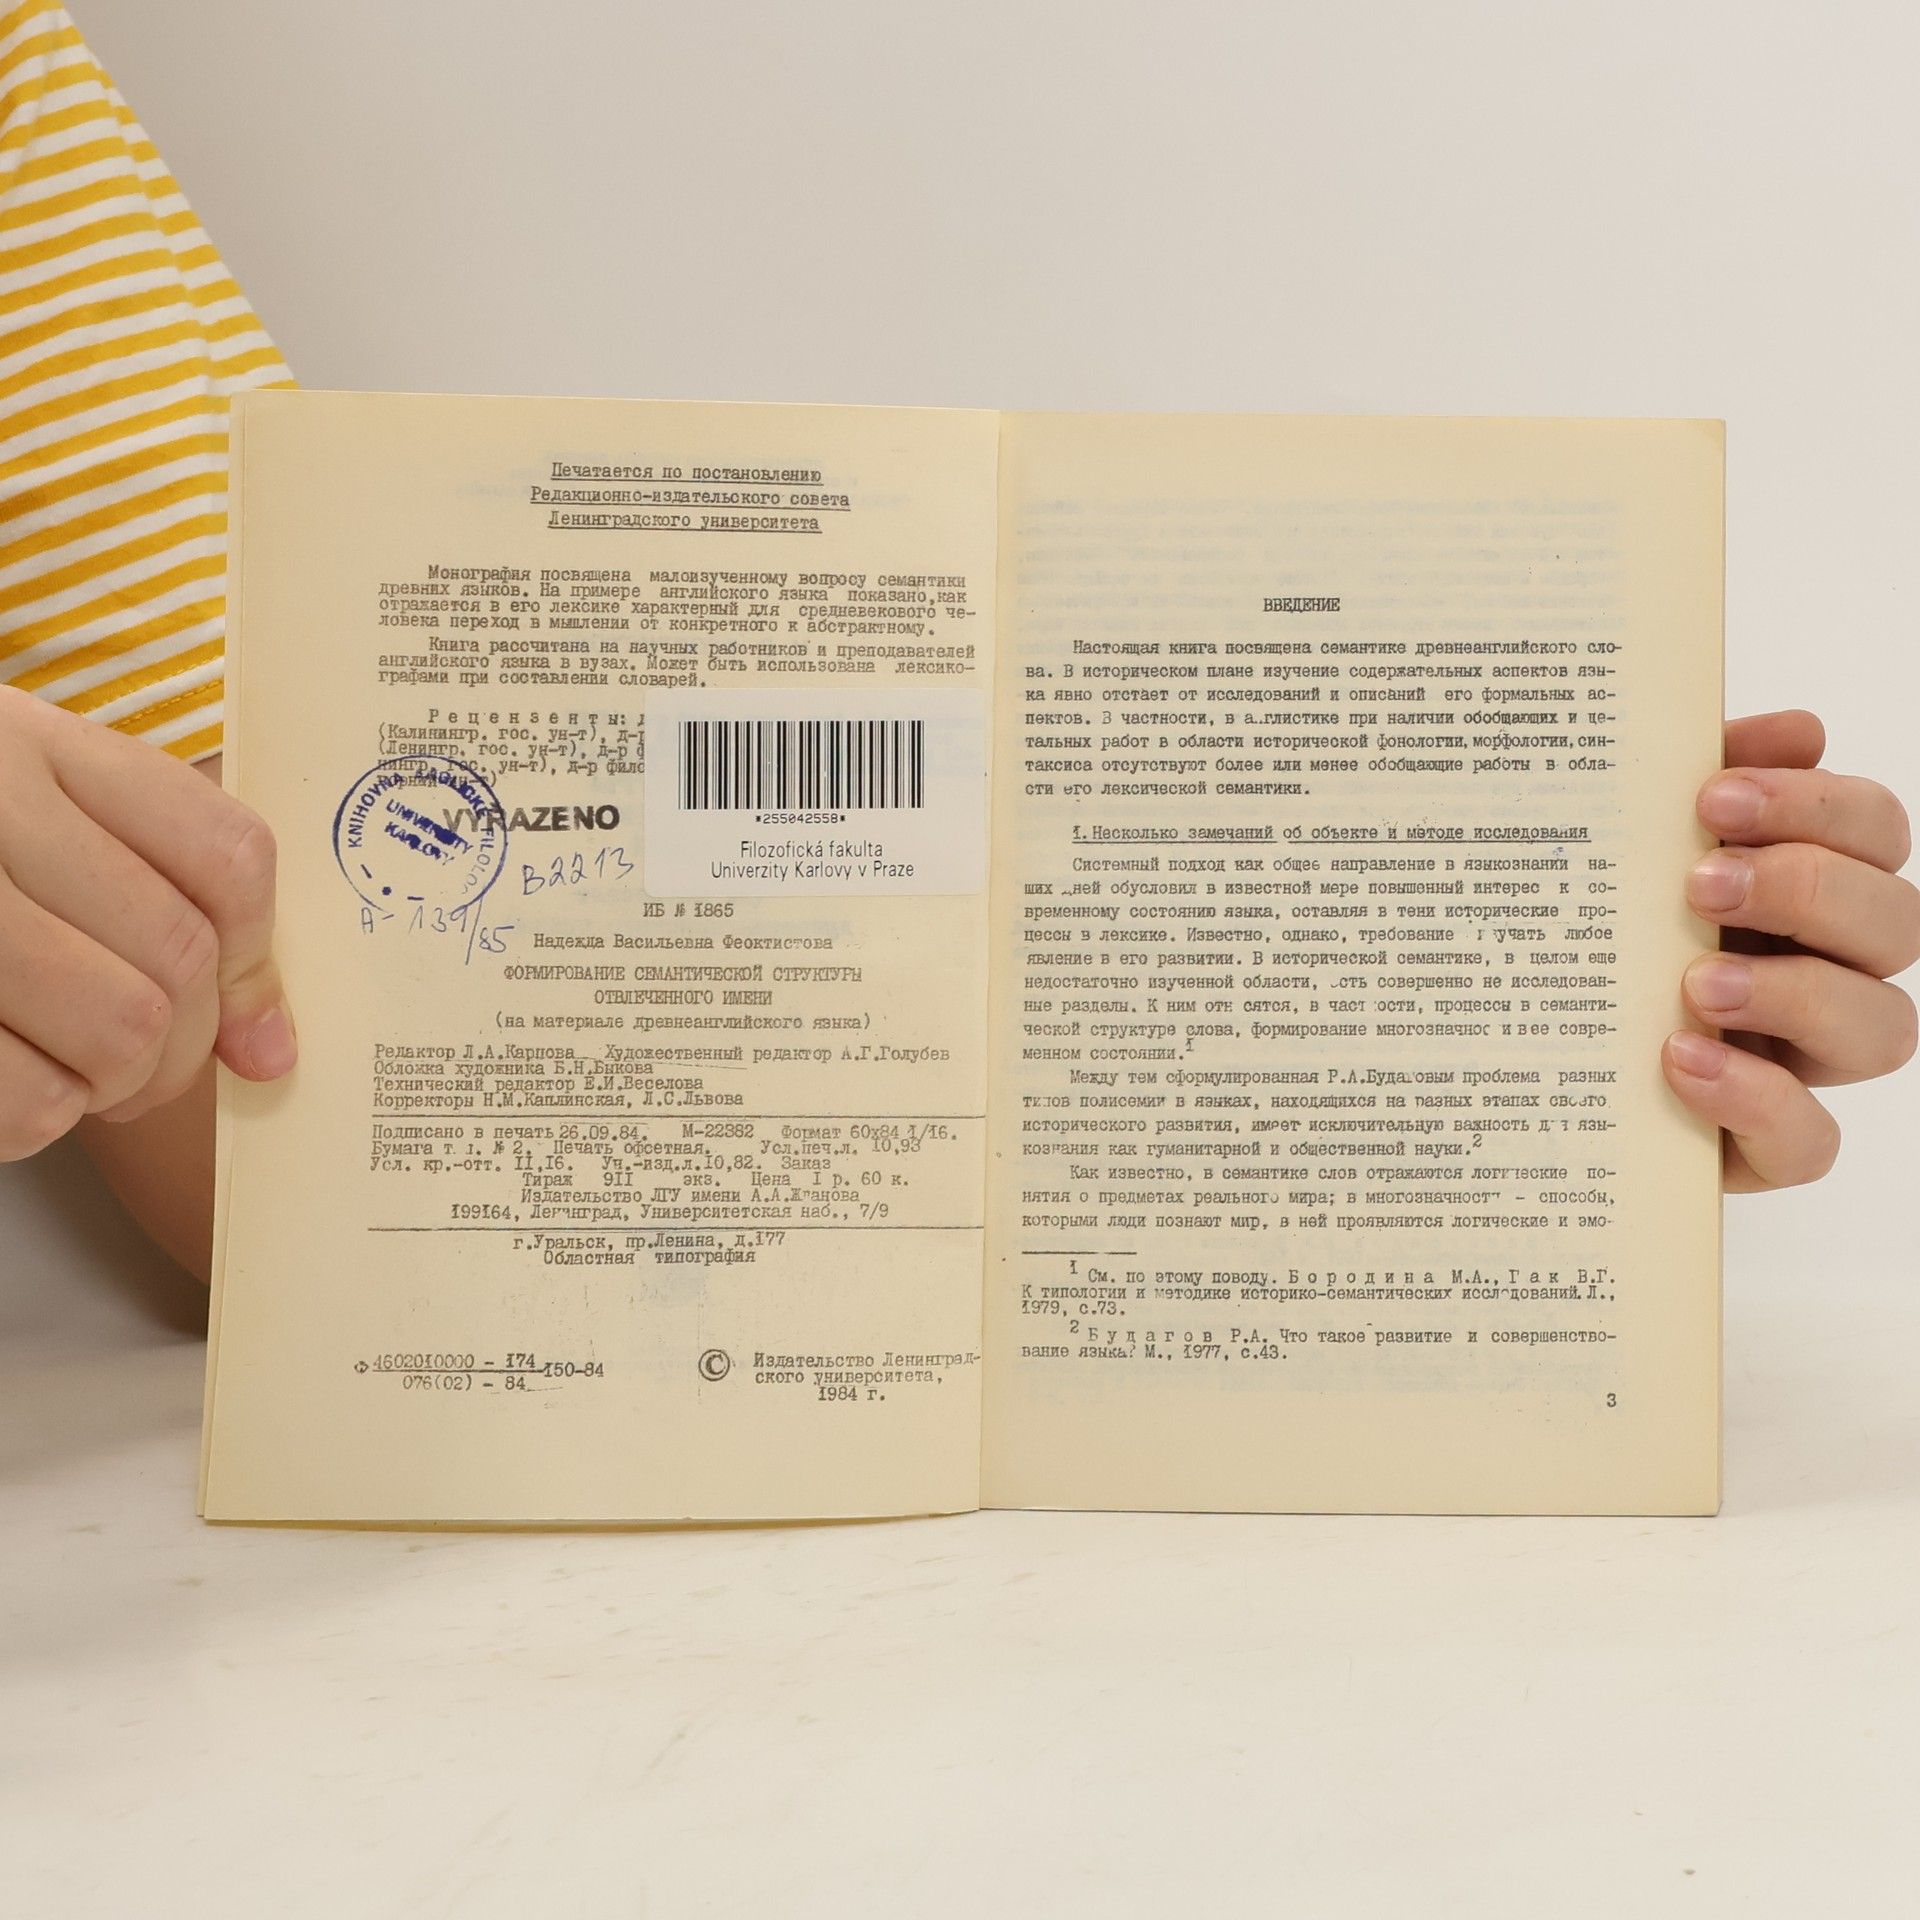 Печатается по постановлению
Редакционно-издательского совета
Ленинградского университета
Монография посвящена малоизученному вопросу семантики
древних языков. На примере английского языка показано,как
отражается в его лексике характерный для средневекового че-
ловека переход в мышлении от конкретного к абстрактному.
Книга рассчитана на научных работников и преподавателей
английского языка в вузах. Может быть использована лексико-
графами при составлении словарей.
Рецензенты:
(Калинингр. гос. ун-т), д-р
(Ленингр. гос. ун-т), д-р
нингр. гос. ун-т), д-р
KNIHOVNA ANGLICKÉ FILOLOG
UNIVERSITY
KARLOVY
VYŘAZENO
B2213
A- 139/85
*255042558*
Filozofická fakulta
Univerzity Karlovy v Praze
ИБ № 1865
Надежда Васильевна Феоктистова
ФОРМИРОВАНИЕ СЕМАНТИЧЕСКОЙ СТРУКТУРЫ
ОТВЛЕЧЕННОГО ИМЕНИ
(на материале древнеанглийского языка)
Редактор Л.А.Карпова Художественный редактор А.Г.Голубев
Обложка художника Б.Н.Быкова
Технический редактор Е.И.Веселова
Корректоры Н.М.Каплинская, Л.С.Львова
Подписано в печать 26.09.84. М-22382 Формат 60х84 1/16.
Бумага т. № 2. Печать офсетная. Усл.печ.л. 10,93
Усл. кр.-отт. 11,16. Уч.-изд.л.10,82. Заказ
Тираж 911 экз. Цена 1 р. 60 к.
Издательство ЛГУ имени А.А.Жданова
199164, Ленинград, Университетская наб., 7/9
г.Уральск, пр.Ленина, д.177
Областная типография
4602010000 - 174 150-84
076(02) - 84
© Издательство Ленинград-
ского университета,
1984 г.
ВВЕДЕНИЕ
Настоящая книга посвящена семантике древнеанглийского сло-
ва. В историческом плане изучение содержательных аспектов язы-
ка явно отстает от исследований и описаний его формальных ас-
пектов. В частности, в англистике при наличии обобщающих и це-
тальных работ в области исторической фонологии, морфологии, син-
таксиса отсутствуют более или менее обобщающие работы в обла-
сти его лексической семантики.
1. Несколько замечаний об объекте и методе исследования
Системный подход как общее направление в языкознании на-
ших дней обусловил в известной мере повышенный интерес к со-
временному состоянию языка, оставляя в тени исторические про-
цессы в лексике. Известно, однако, требование изучать любое
явление в его развитии. В исторической семантике, в целом еще
недостаточно изученной области, есть совершенно не исследован-
ные разделы. К ним относятся, в частности, процессы в семанти-
ческой структуре слова, формирование многозначнос и в ее совре-
менном состоянии.1
Между тем сформулированная Р.А.Будаговым проблема разных
типов полисемии в языках, находящихся на разных этапах своего
исторического развития, имеет исключительную важность для язы-
кознания как гуманитарной и общественной науки.2
Как известно, в семантике слов отражаются логические по-
нятия о предметах реального мира; в многозначности - способы,
которыми люди познают мир, в ней проявляются логические и эмо-
1 См. по этому поводу. Бородина М.А., Гак В.Г.
К типологии и методике историко-семантических исследований. Л.,
1979, с.73.
2 Будагов Р.А. Что такое развитие и совершенство-
вание языка? М., 1977, с.43.
3